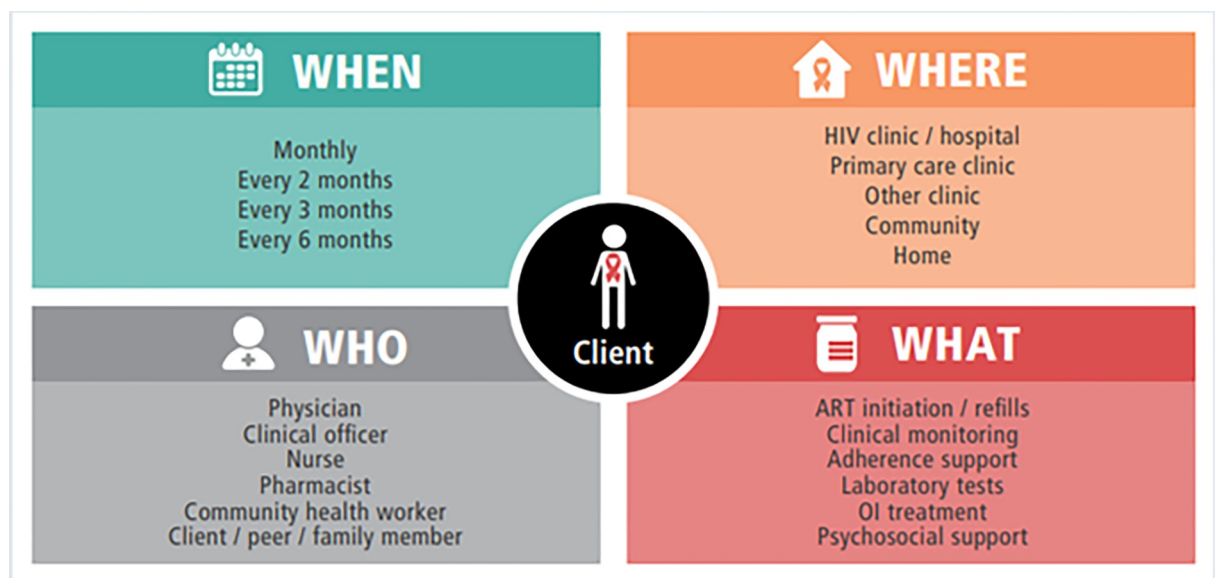 WHEN
Monthly
Every 2 months
Every 3 months
Every 6 months
WHERE
HIV clinic / hospital
Primary care clinic
Other clinic
Community
Home
Client
WHO
Physician
Clinical officer
Nurse
Pharmacist
Community health worker
Client / peer / family member
WHAT
ART initiation / refills
Clinical monitoring
Adherence support
Laboratory tests
OI treatment
Psychosocial support